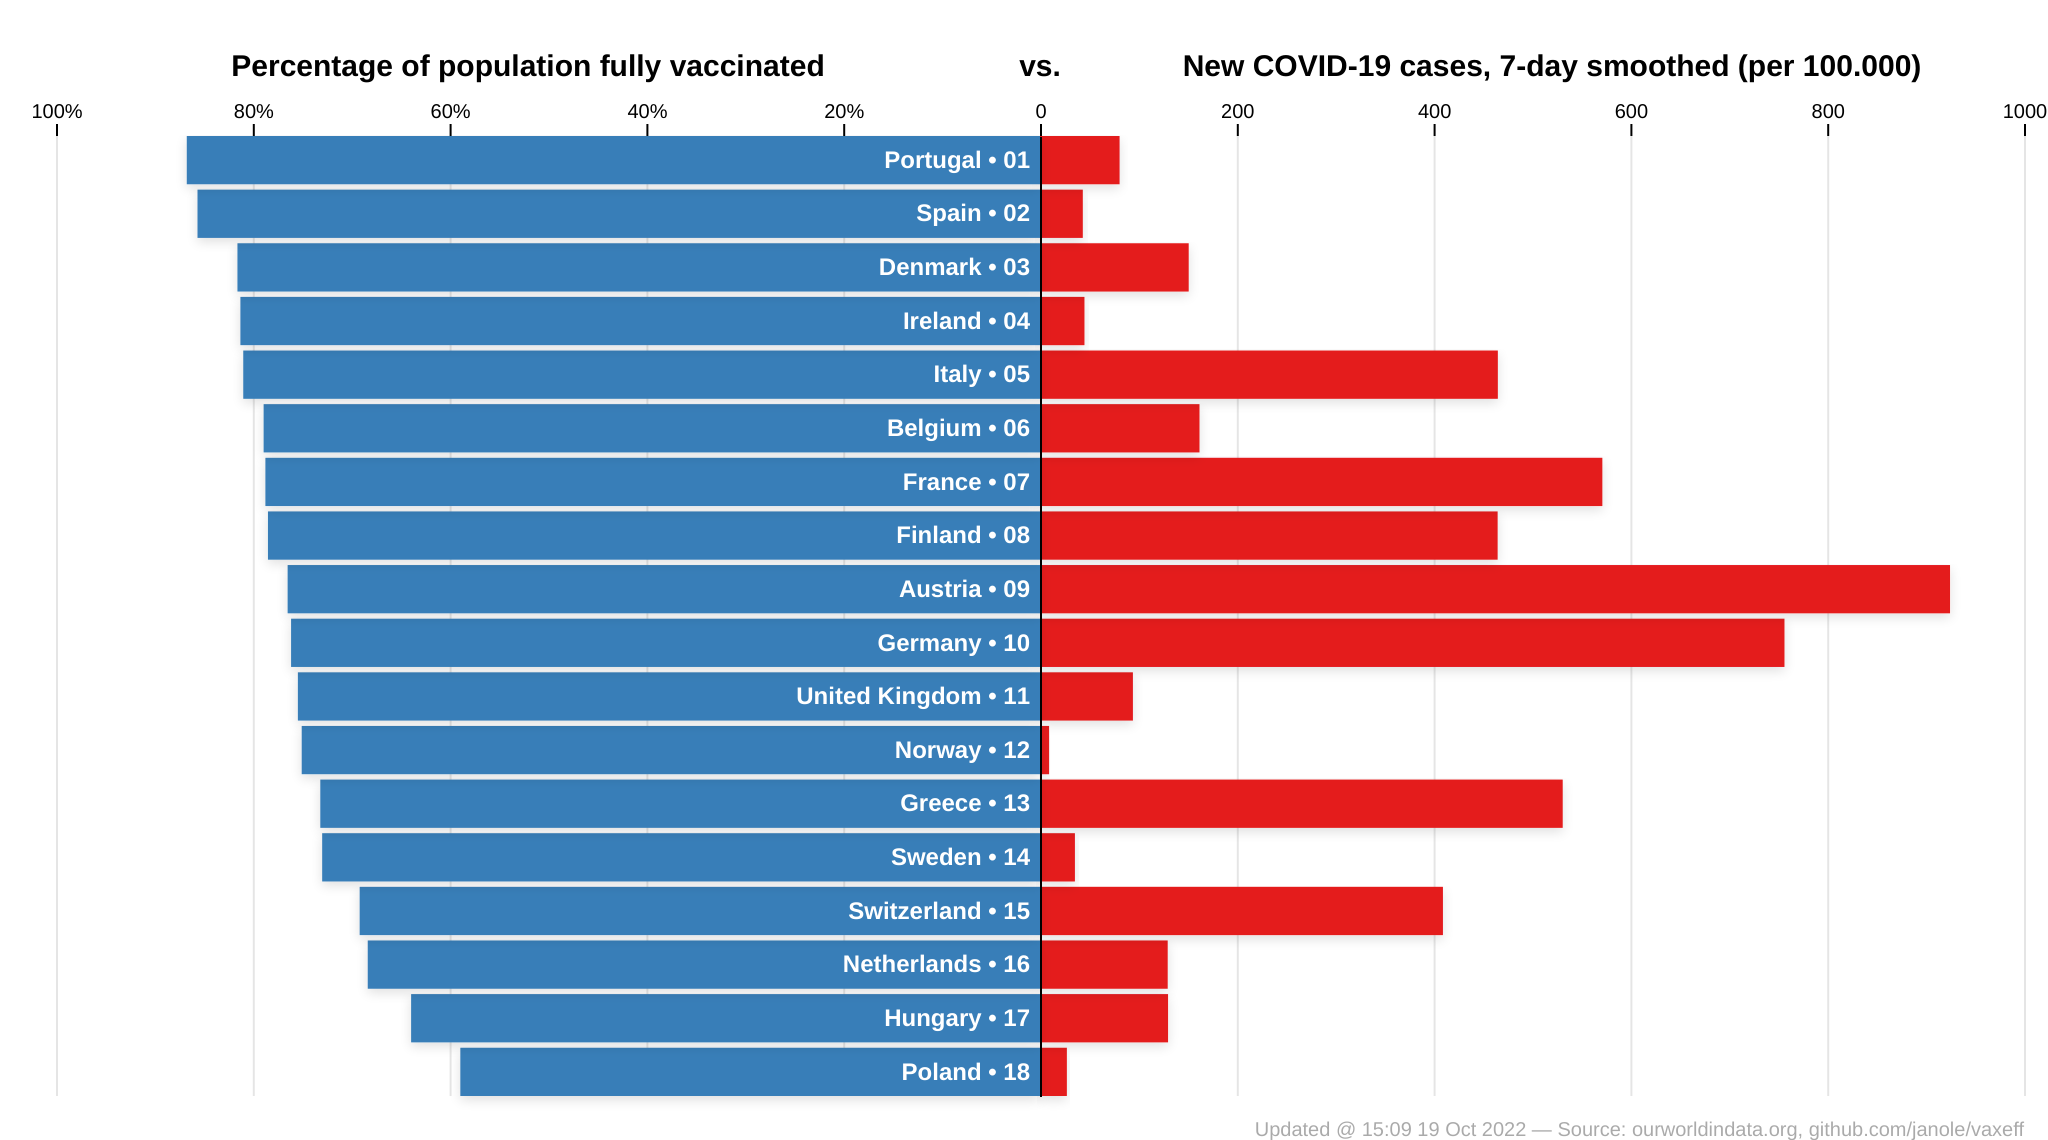 Percentage of population fully vaccinated vs. New COVID-19 cases, 7-day smoothed (per 100.000)
100% 80% 60% 40% 20% 0 200 400 600 800 1000
Portugal • 01
Spain • 02
Denmark • 03
Ireland • 04
Italy • 05
Belgium • 06
France • 07
Finland • 08
Austria • 09
Germany • 10
United Kingdom • 11
Norway • 12
Greece • 13
Sweden • 14
Switzerland • 15
Netherlands • 16
Hungary • 17
Poland • 18
Updated @ 15:09 19 Oct 2022 — Source: ourworldindata.org, github.com/janole/vaxeff